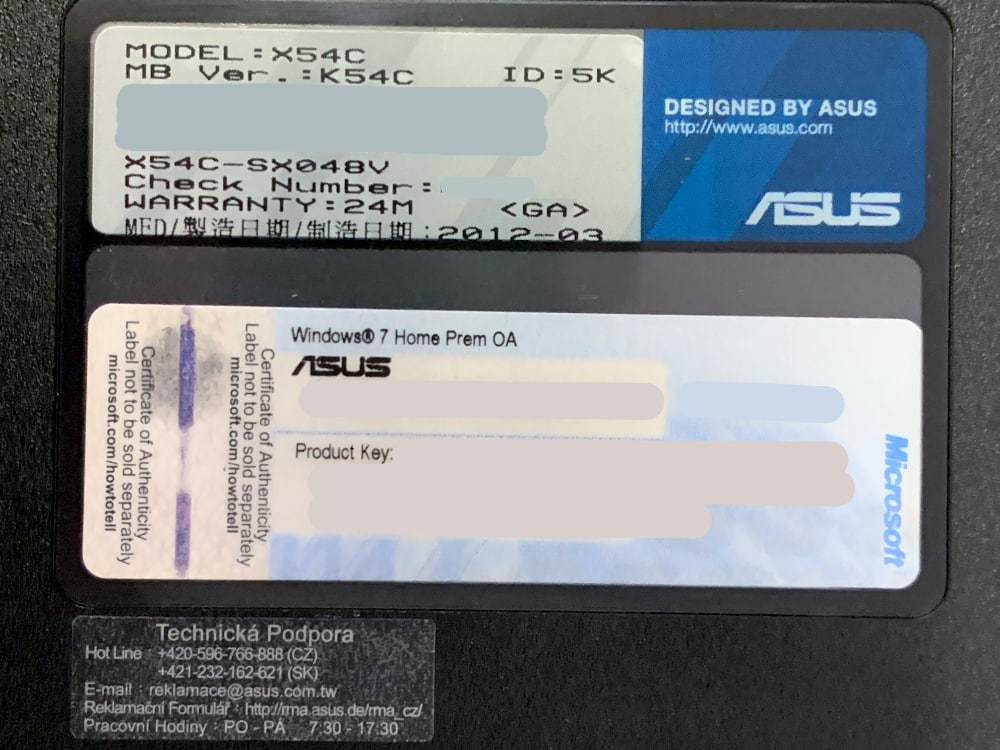 MODEL:X54C
MB Ver.:K54C ID:5K
X54C-SX048V
Check Number:
WARRANTY:24M <GA>
MFD/製造日期/制造日期:2012-03
DESIGNED BY ASUS
http://www.asus.com
ASUS
Certificate of Authenticity
Label not to be sold separately
microsoft.com/howtotell
Certificate of Authenticity
Label not to be sold separately
microsoft.com/howtotell
Windows® 7 Home Prem OA
ASUS
Product Key:
Microsoft
Technická Podpora
Hot Line : +420-596-766-888 (CZ)
+421-232-162-621 (SK)
E-mail : reklamace@asus.com.tw
Reklamační Formulář : http://rma.asus.de/rma_cz/
Pracovní Hodiny : PO - PÁ 7:30 - 17:30